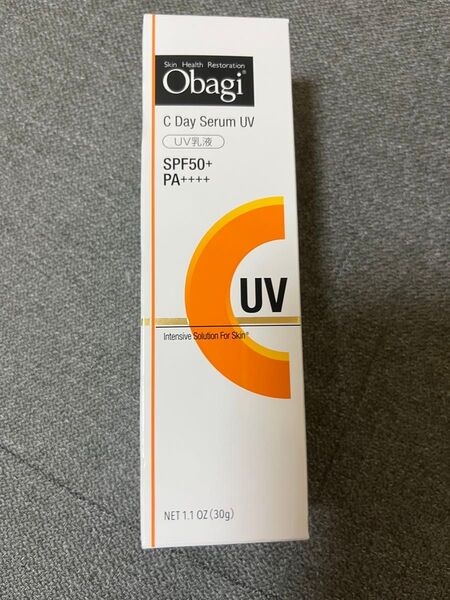 Skin Health Restoration
Obagi®
C Day Serum UV
UV乳液
SPF50+
PA++++
UV
Intensive Solution For Skin®
NET 1.1 OZ (30g)